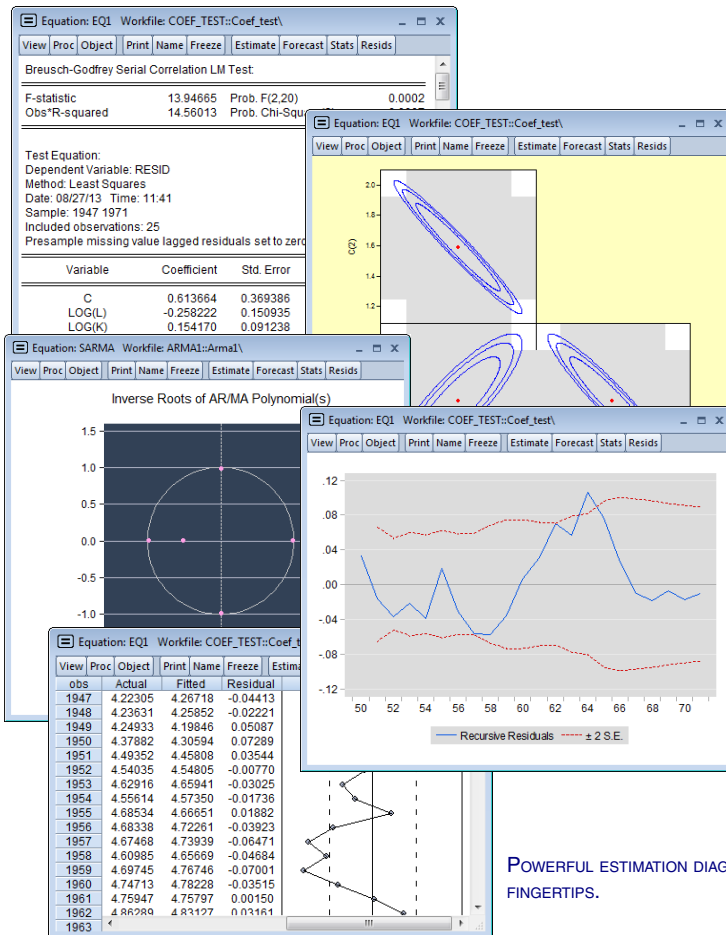 Equation: EQ1 Workfile: COEF_TEST::Coef_test\
View Proc Object Print Name Freeze Estimate Forecast Stats Resids
Breusch-Godfrey Serial Correlation LM Test:
F-statistic 13.94665 Prob. F(2,20) 0.0002
Obs*R-squared 14.56013 Prob. Chi-Squa
Test Equation:
Dependent Variable: RESID
Method: Least Squares
Date: 08/27/13 Time: 11:41
Sample: 1947 1971
Included observations: 25
Presample missing value lagged residuals set to zero
Variable Coefficient Std. Error
C 0.613664 0.369386
LOG(L) -0.258222 0.150935
LOG(K) 0.154170 0.091238
Equation: EQ1 Workfile: COEF_TEST::Coef_test\
View Proc Object Print Name Freeze Estimate Forecast Stats Resids
2.0
1.8
1.6
1.4
1.2
C(2)
Equation: SARMA Workfile: ARMA1::Arma1\
View Proc Object Print Name Freeze Estimate Forecast Stats Resids
Inverse Roots of AR/MA Polynomial(s)
1.5
1.0
0.5
0.0
-0.5
-1.0
Equation: EQ1 Workfile: COEF_TEST::Coef_test\
View Proc Object Print Name Freeze Estimate Forecast Stats Resids
.12
.08
.04
.00
-.04
-.08
-.12
50 52 54 56 58 60 62 64 66 68 70
Recursive Residuals ± 2 S.E.
Equation: EQ1 Workfile: COEF_TEST::Coef_t
View Proc Object Print Name Freeze Estima
obs Actual Fitted Residual
1947 4.22305 4.26718 -0.04413
1948 4.23631 4.25852 -0.02221
1949 4.24933 4.19846 0.05087
1950 4.37882 4.30594 0.07289
1951 4.49352 4.45808 0.03544
1952 4.54035 4.54805 -0.00770
1953 4.62916 4.65941 -0.03025
1954 4.55614 4.57350 -0.01736
1955 4.68534 4.66651 0.01882
1956 4.68338 4.72261 -0.03923
1957 4.67468 4.73939 -0.06471
1958 4.60985 4.65669 -0.04684
1959 4.69745 4.76746 -0.07001
1960 4.74713 4.78228 -0.03515
1961 4.75947 4.75797 0.00150
1962 4.86289 4.83127 0.03161
1963
POWERFUL ESTIMATION DIAG
FINGERTIPS.